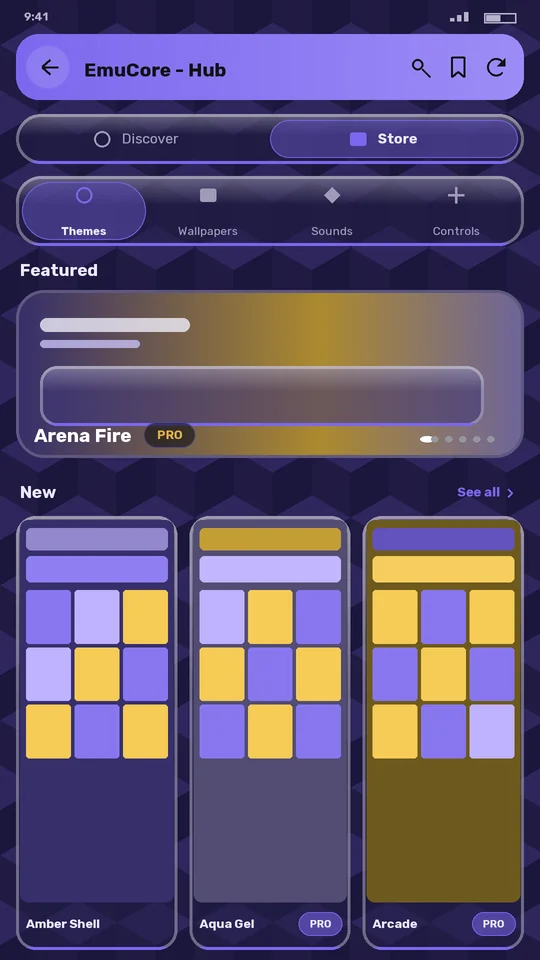 9:41
EmuCore - Hub
Discover
Store
Themes
Wallpapers
Sounds
Controls
Featured
Arena Fire
PRO
New
See all
Amber Shell
Aqua Gel
PRO
Arcade
PRO